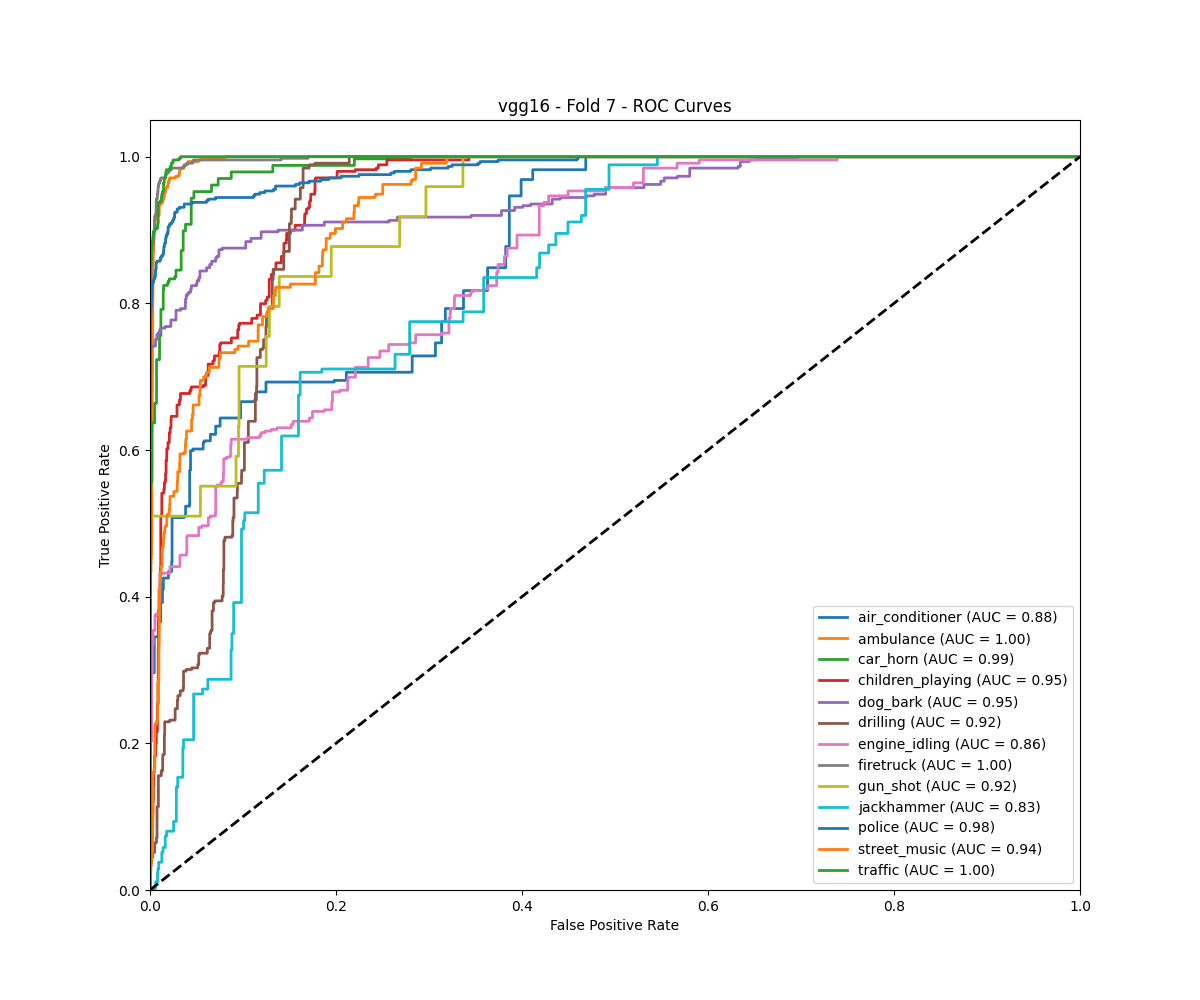 vgg16 - Fold 7 - ROC Curves
1.0
0.8
0.6
0.4
0.2
0.0
True Positive Rate
0.0 0.2 0.4 0.6 0.8 1.0
False Positive Rate
air_conditioner (AUC = 0.88)
ambulance (AUC = 1.00)
car_horn (AUC = 0.99)
children_playing (AUC = 0.95)
dog_bark (AUC = 0.95)
drilling (AUC = 0.92)
engine_idling (AUC = 0.86)
firetruck (AUC = 1.00)
gun_shot (AUC = 0.92)
jackhammer (AUC = 0.83)
police (AUC = 0.98)
street_music (AUC = 0.94)
traffic (AUC = 1.00)